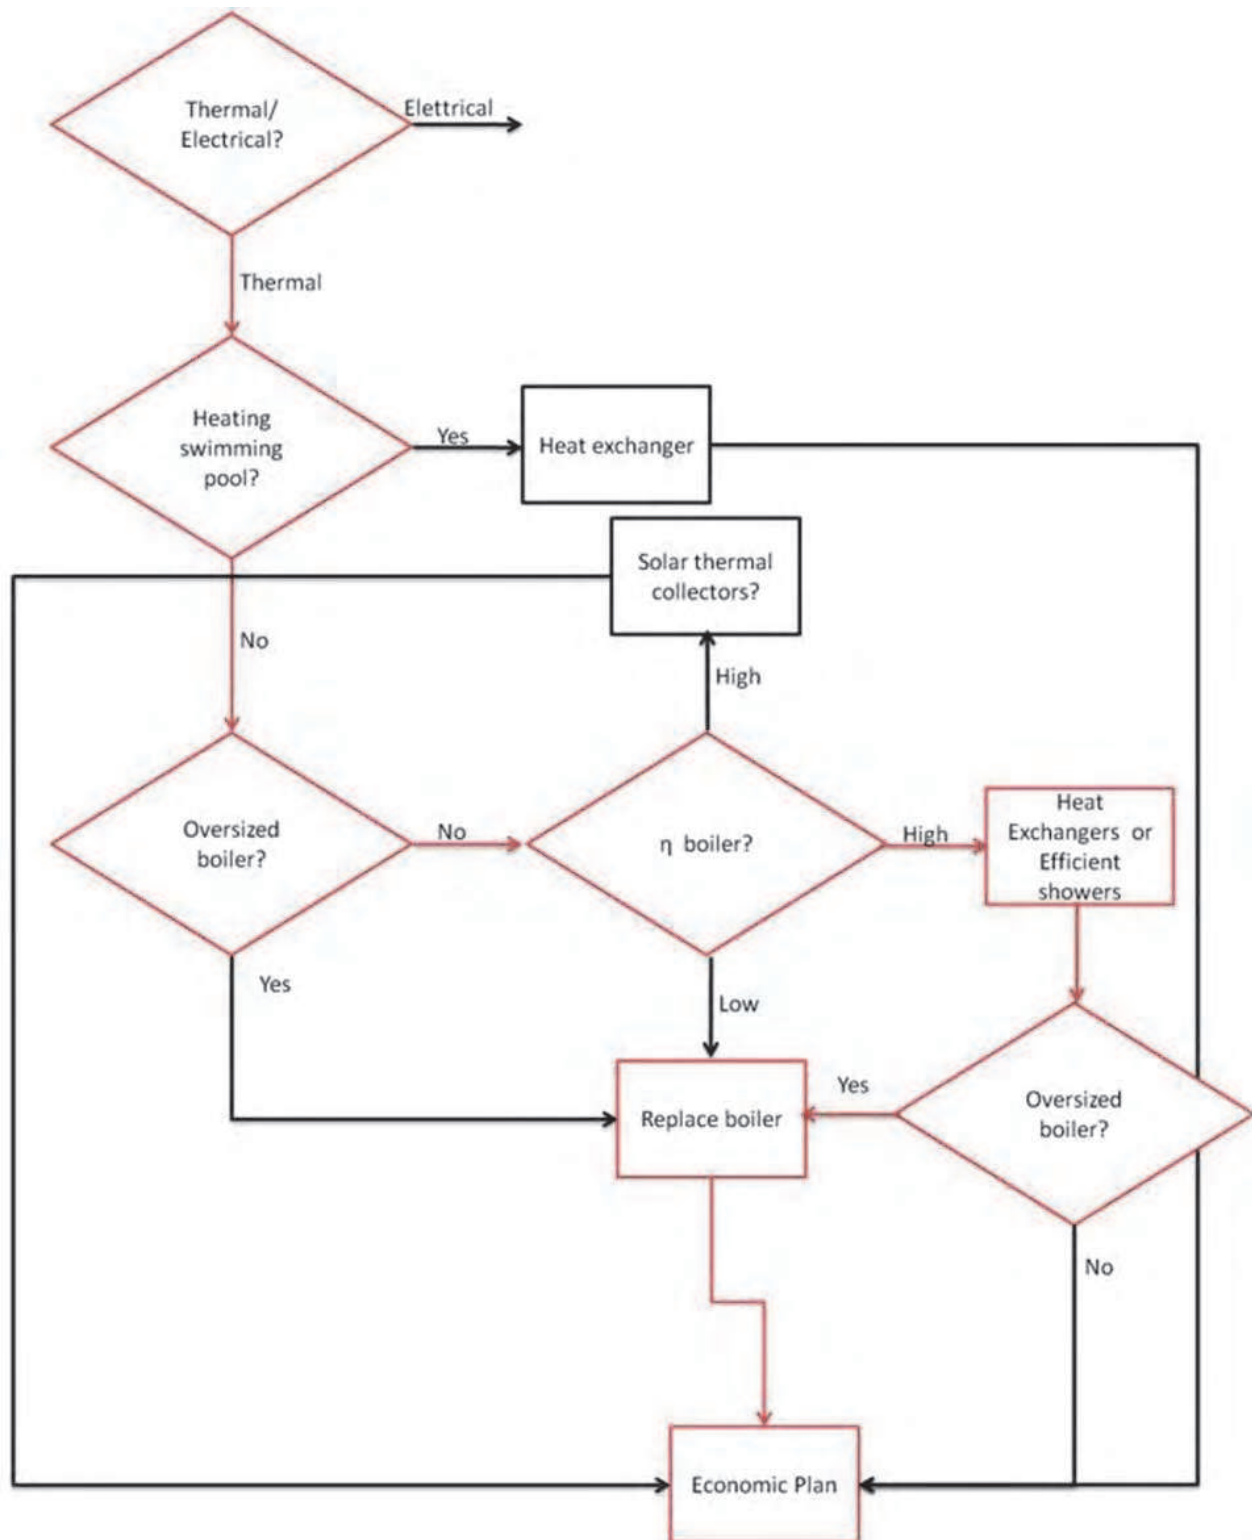 Thermal/
Electrical?
Elettrical
Thermal
Heating
swimming
pool?
Yes
Heat exchanger
Solar thermal
collectors?
No
High
Oversized
boiler?
No
η boiler?
High
Heat
Exchangers or
Efficient
showers
Yes
Low
Replace boiler
Yes
Oversized
boiler?
No
Economic Plan